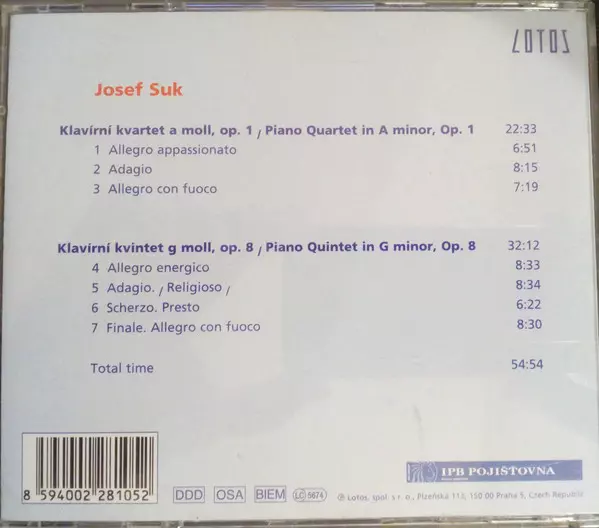 LOTOS
Josef Suk
Klavírní kvartet a moll, op. 1 / Piano Quartet in A minor, Op. 1 22:33
1 Allegro appassionato 6:51
2 Adagio 8:15
3 Allegro con fuoco 7:19
Klavírní kvintet g moll, op. 8 / Piano Quintet in G minor, Op. 8 32:12
4 Allegro energico 8:33
5 Adagio. / Religioso / 8:34
6 Scherzo. Presto 6:22
7 Finale. Allegro con fuoco 8:30
Total time 54:54
IPB POJIŠŤOVNA
8 594002 281052
DDD OSA BIEM LC 5674
℗ Lotos, spol. s r. o., Plzeňská 113, 150 00 Praha 5, Czech Republic